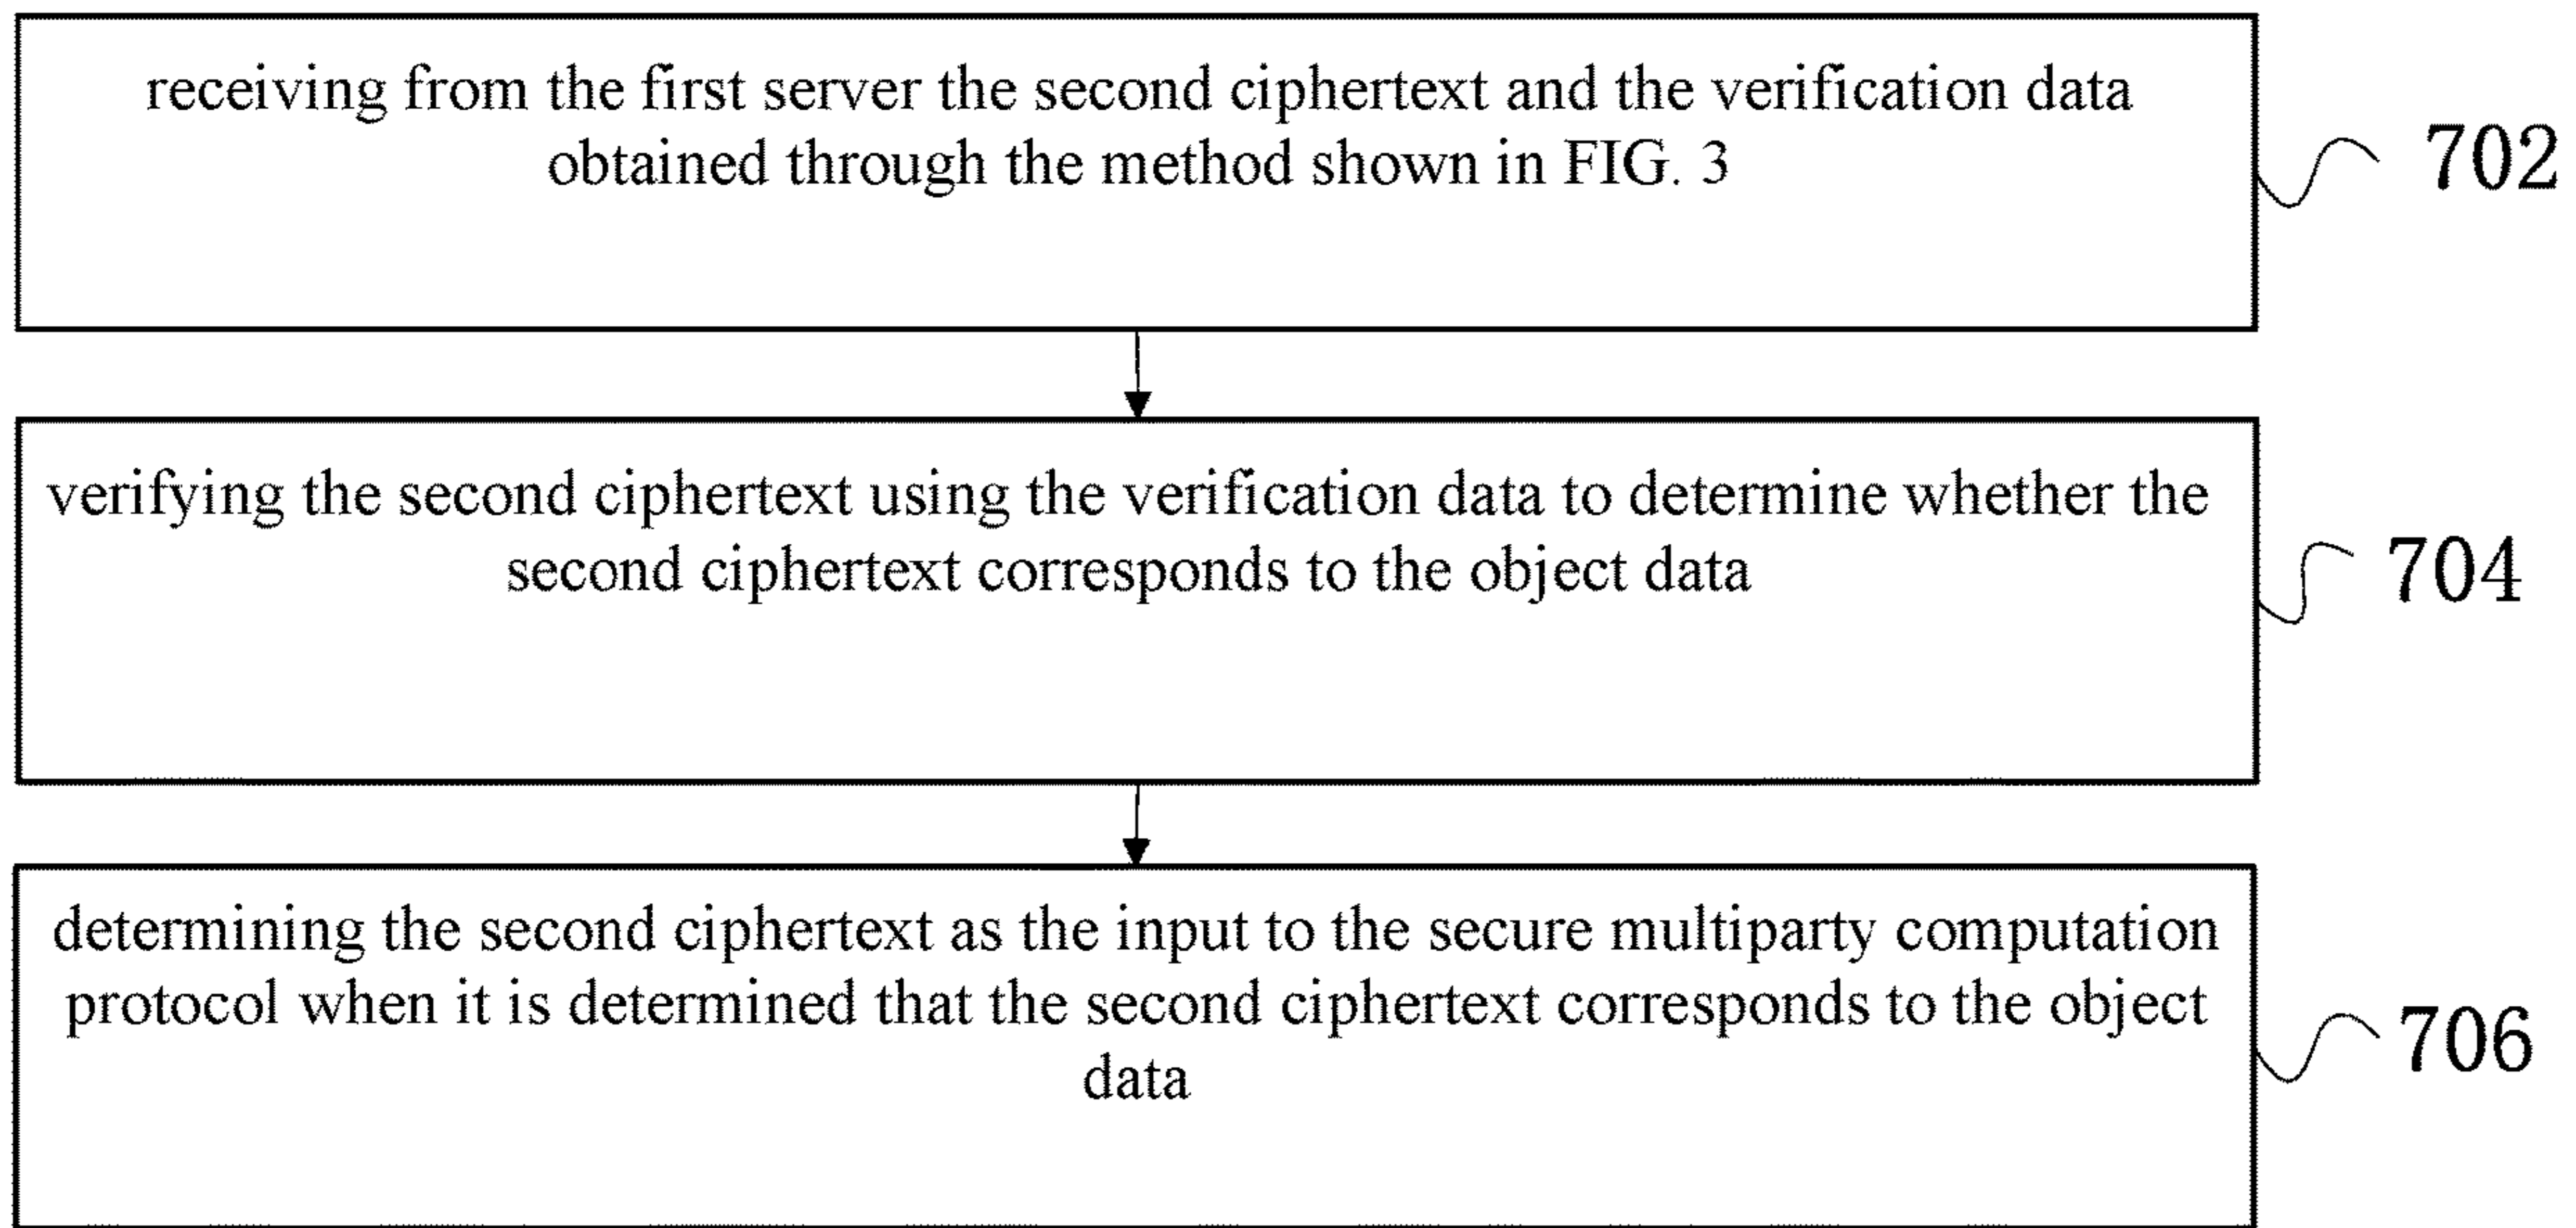 receiving from the first server the second ciphertext and the verification data
obtained through the method shown in FIG. 3
702
verifying the second ciphertext using the verification data to determine whether the
second ciphertext corresponds to the object data
704
determining the second ciphertext as the input to the secure multiparty computation
protocol when it is determined that the second ciphertext corresponds to the object
data
706